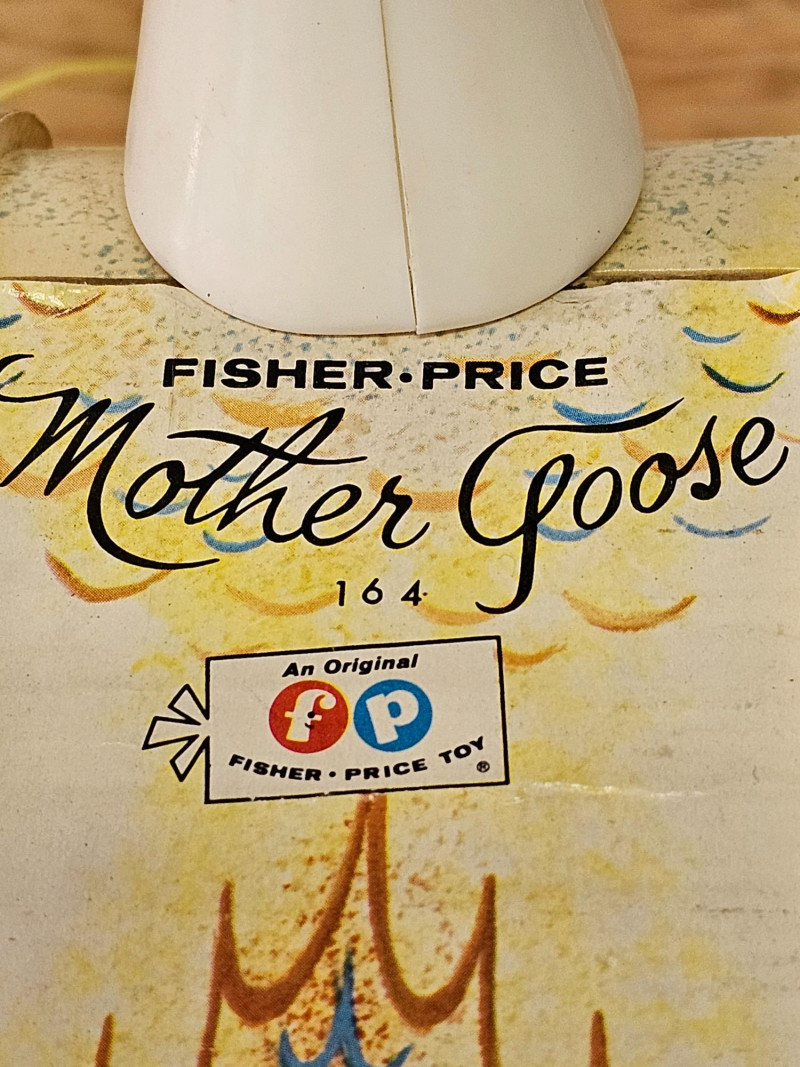 FISHER·PRICE
Mother Goose
164
An Original
fp
FISHER·PRICE TOY®